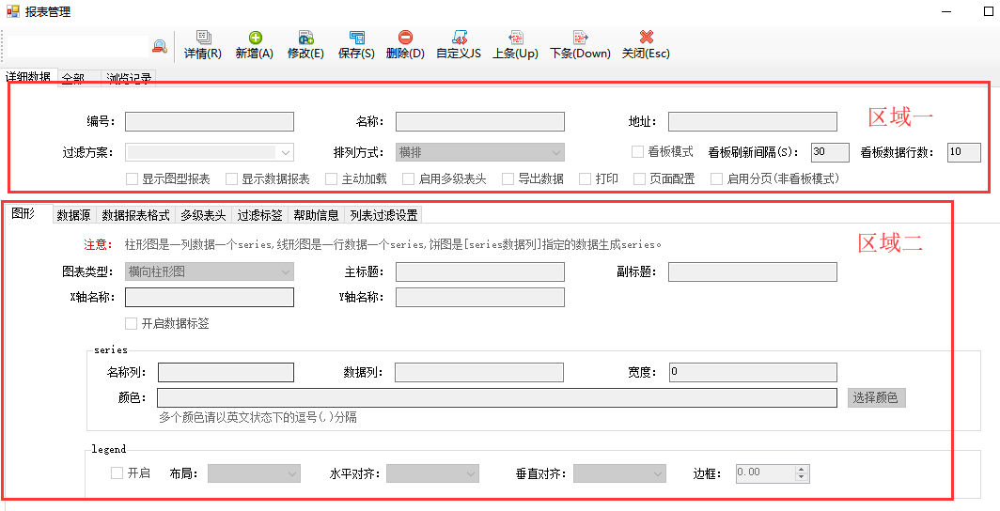 报表管理
详情(R) 新增(A) 修改(E) 保存(S) 删除(D) 自定义JS 上条(Up) 下条(Down) 关闭(Esc)
详细数据 全部 浏览记录
编号： 名称： 地址： 区域一
过滤方案： 排列方式： 横排 看板模式 看板刷新间隔(S)： 30 看板数据行数： 10
显示图型报表 显示数据报表 主动加载 启用多级表头 导出数据 打印 页面配置 启用分页(非看板模式)
图形 数据源 数据报表格式 多级表头 过滤标签 帮助信息 列表过滤设置
注意： 柱形图是一列数据一个series,线形图是一行数据一个series,饼图是[series数据列]指定的数据生成series。 区域二
图表类型： 横向柱形图 主标题： 副标题：
X轴名称： Y轴名称：
开启数据标签
series
名称列： 数据列： 宽度： 0
颜色： 选择颜色
多个颜色请以英文状态下的逗号(,)分隔
legend
开启 布局： 水平对齐： 垂直对齐： 边框： 0.00